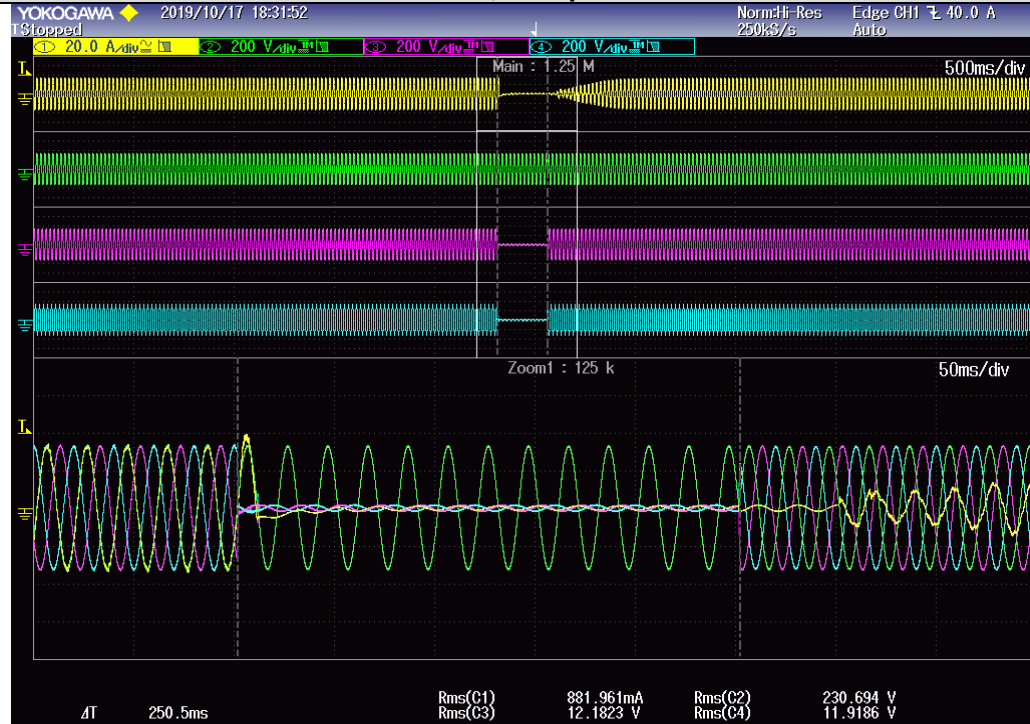 YOKOGAWA 2019/10/17 18:31:52 Norm:Hi-Res Edge CH1 40.0 A
Stopped 250kS/s Auto
1 20.0 A/div 2 200 V/div 3 200 V/div 4 200 V/div
Main : 1.25 M 500ms/div
Zoom1 : 125 k 50ms/div
Rms(C1) 881.961mA Rms(C2) 230.694 V
ΔT 250.5ms Rms(C3) 12.1823 V Rms(C4) 11.9186 V